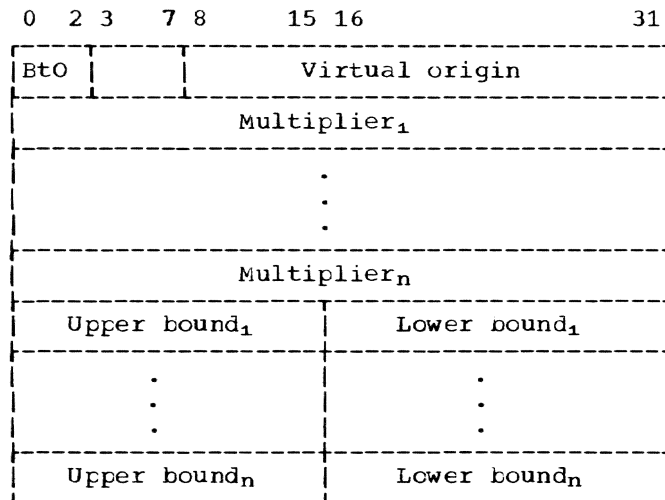 0 2 3 7 8 15 16 31
BtO Virtual origin
Multiplier₁
.
.
.
Multiplierₙ
Upper bound₁ Lower bound₁
. .
. .
. .
Upper boundₙ Lower boundₙ